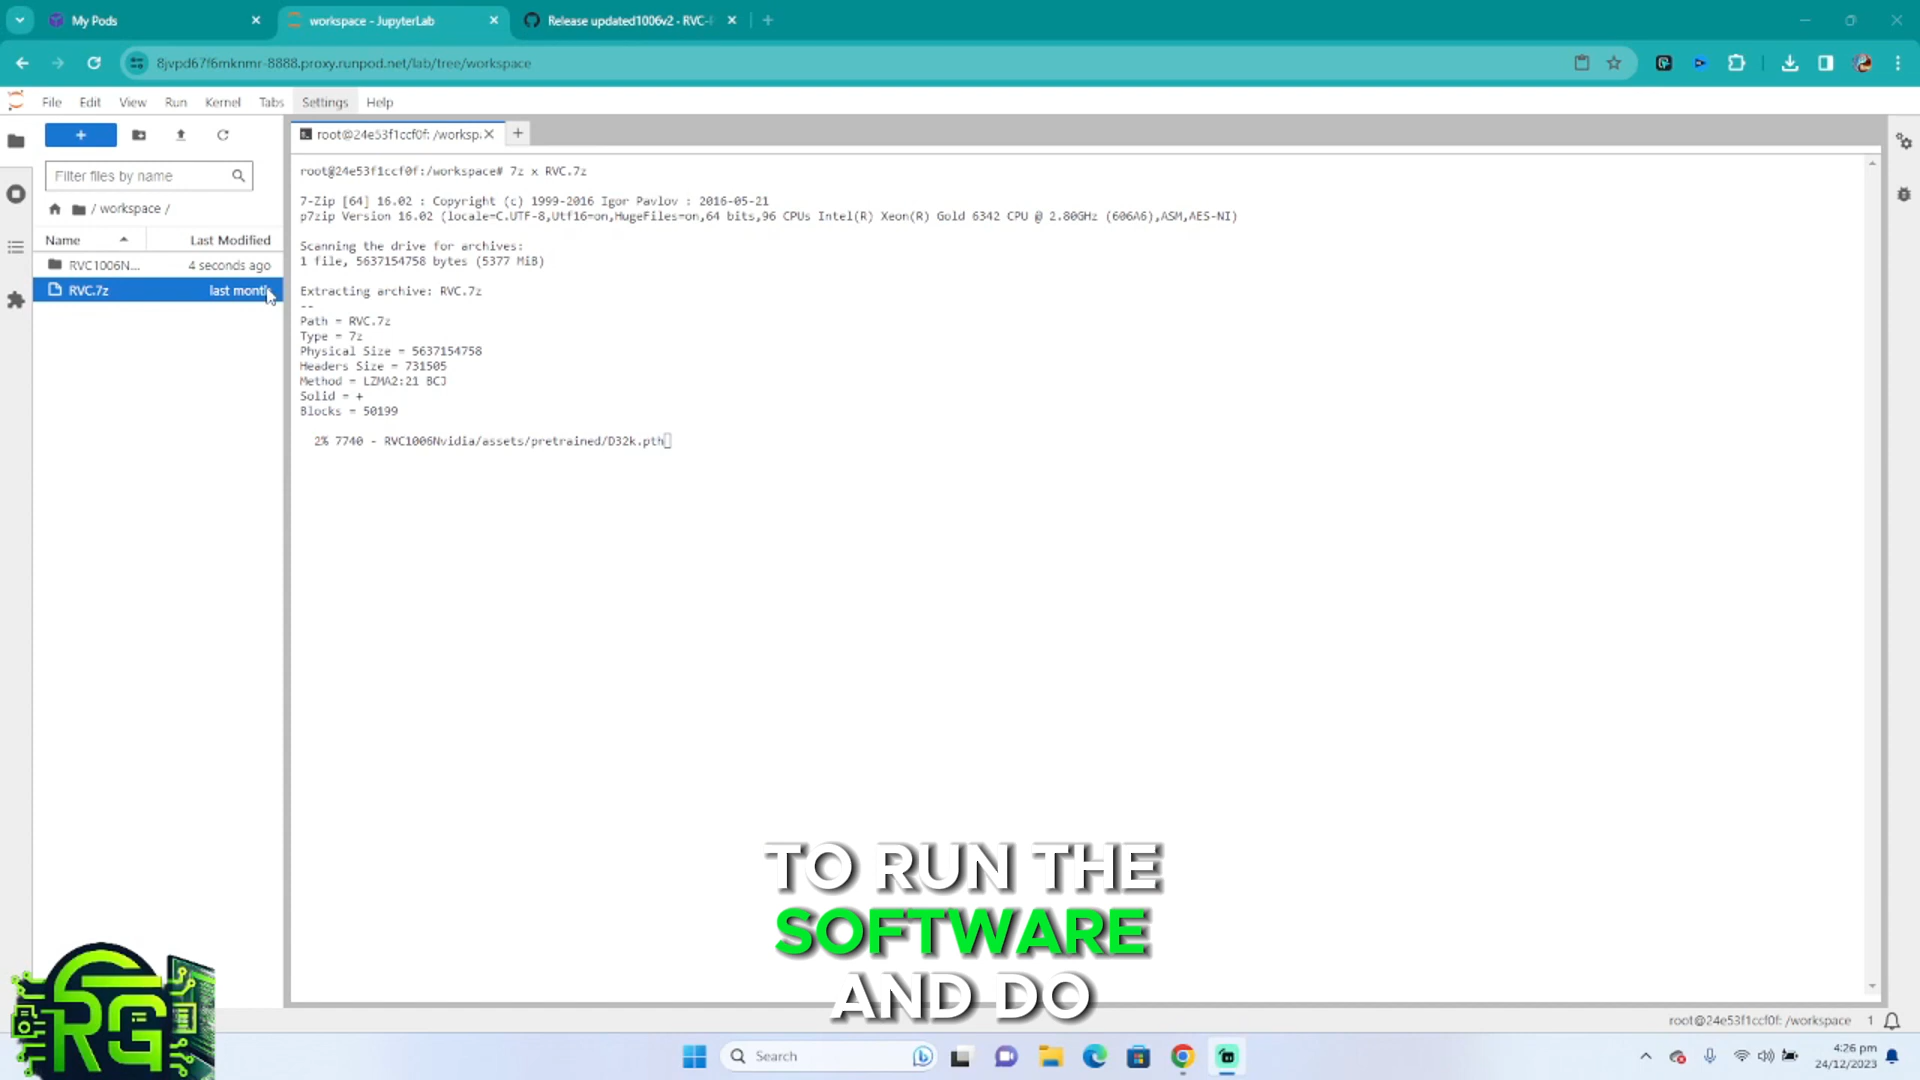 My Pods
workspace - JupyterLab
Release updated1006v2 - RVC-
8jvpd67f6mknmr-8888.proxy.runpod.net/lab/tree/workspace
File Edit View Run Kernel Tabs Settings Help
root@24e53f1ccf0f: /worksp
Filter files by name
/ workspace /
Name Last Modified
RVC1006N... 4 seconds ago
RVC.7z last month
root@24e53f1ccf0f:/workspace# 7z x RVC.7z
7-Zip [64] 16.02 : Copyright (c) 1999-2016 Igor Pavlov : 2016-05-21
p7zip Version 16.02 (locale=C.UTF-8,Utf16=on,HugeFiles=on,64 bits,96 CPUs Intel(R) Xeon(R) Gold 6342 CPU @ 2.80GHz (606A6),ASM,AES-NI)
Scanning the drive for archives:
1 file, 5637154758 bytes (5377 MiB)
Extracting archive: RVC.7z
--
Path = RVC.7z
Type = 7z
Physical Size = 5637154758
Headers Size = 731505
Method = LZMA2:21 BCJ
Solid = +
Blocks = 50199
2% 7740 - RVC1006Nvidia/assets/pretrained/D32k.pth
TO RUN THE
SOFTWARE
AND DO
RG
root@24e53f1ccf0f: /workspace 1
Search
4:26 pm
24/12/2023